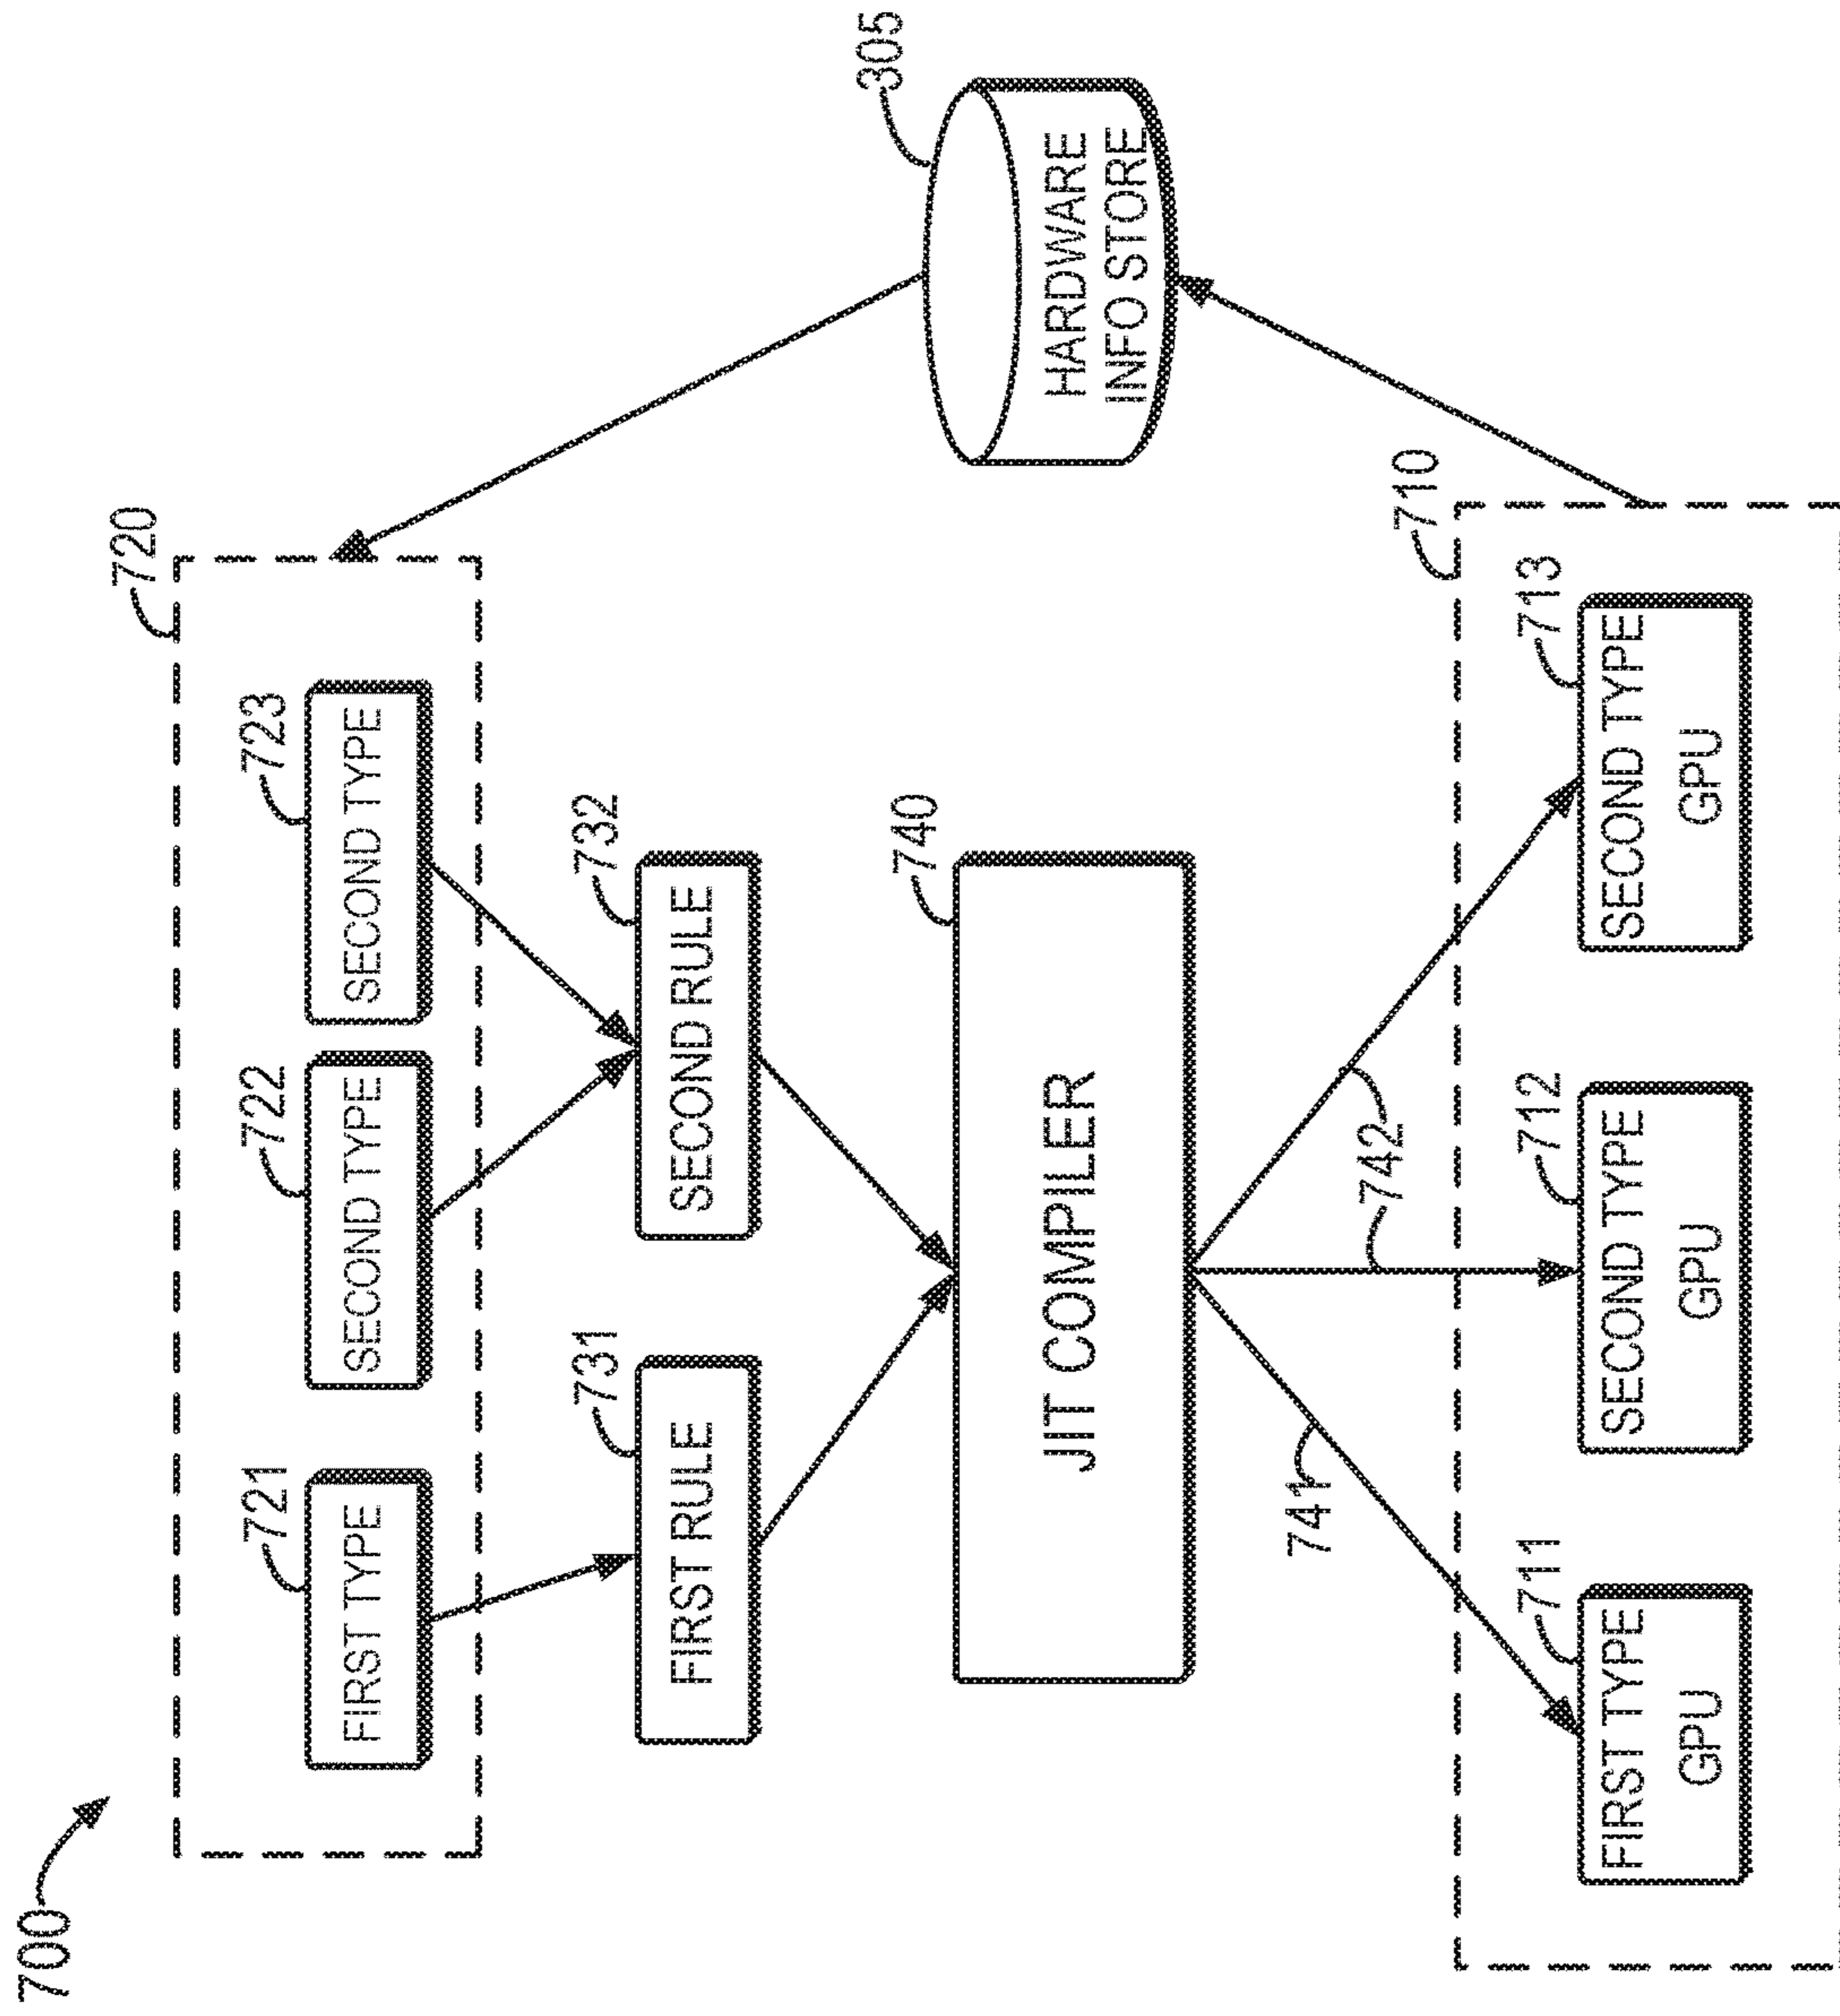 700
720
721
FIRST TYPE
722
SECOND TYPE
723
SECOND TYPE
731
FIRST RULE
732
SECOND RULE
305
HARDWARE
INFO STORE
740
JIT COMPILER
741
742
710
711
FIRST TYPE
GPU
712
SECOND TYPE
GPU
713
SECOND TYPE
GPU